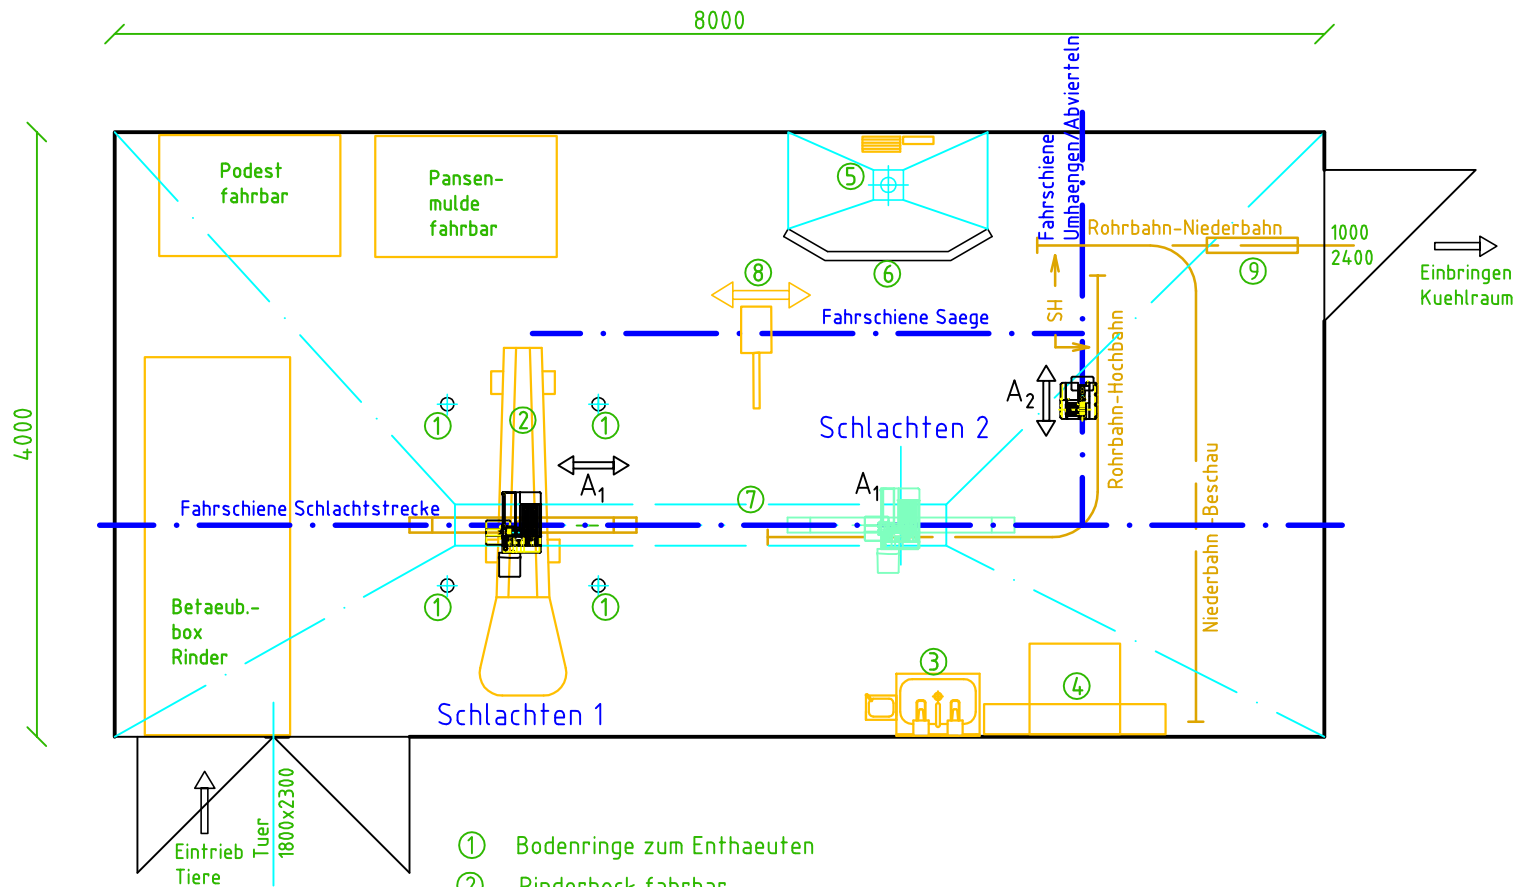 8000
4000
Podest
fahrbar
Pansen-
mulde
fahrbar
5
6
Fahrschiene
Umhaengen/Abvierteln
Rohrbahn-Niederbahn
1000
2400
9
Einbringen
Kuehlraum
8
Fahrschiene Saege
SH
Rohrbahn-Hochbahn
A2
1
2
1
Schlachten 2
A1
A1
7
Fahrschiene Schlachtstrecke
Niederbahn-Beschau
1
1
Betaeub.-
box
Rinder
3
4
Schlachten 1
Tuer
1800x2300
Eintrieb
Tiere
1 Bodenringe zum Enthaeuten
2